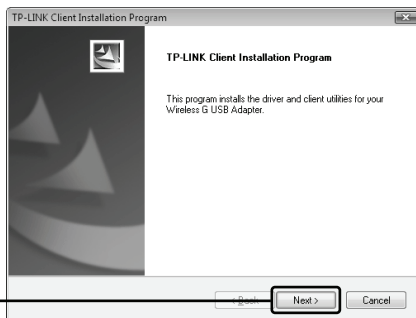 TP-LINK Client Installation Program
TP-LINK Client Installation Program
This program installs the driver and client utilities for your
Wireless G USB Adapter.
< Back
Next >
Cancel